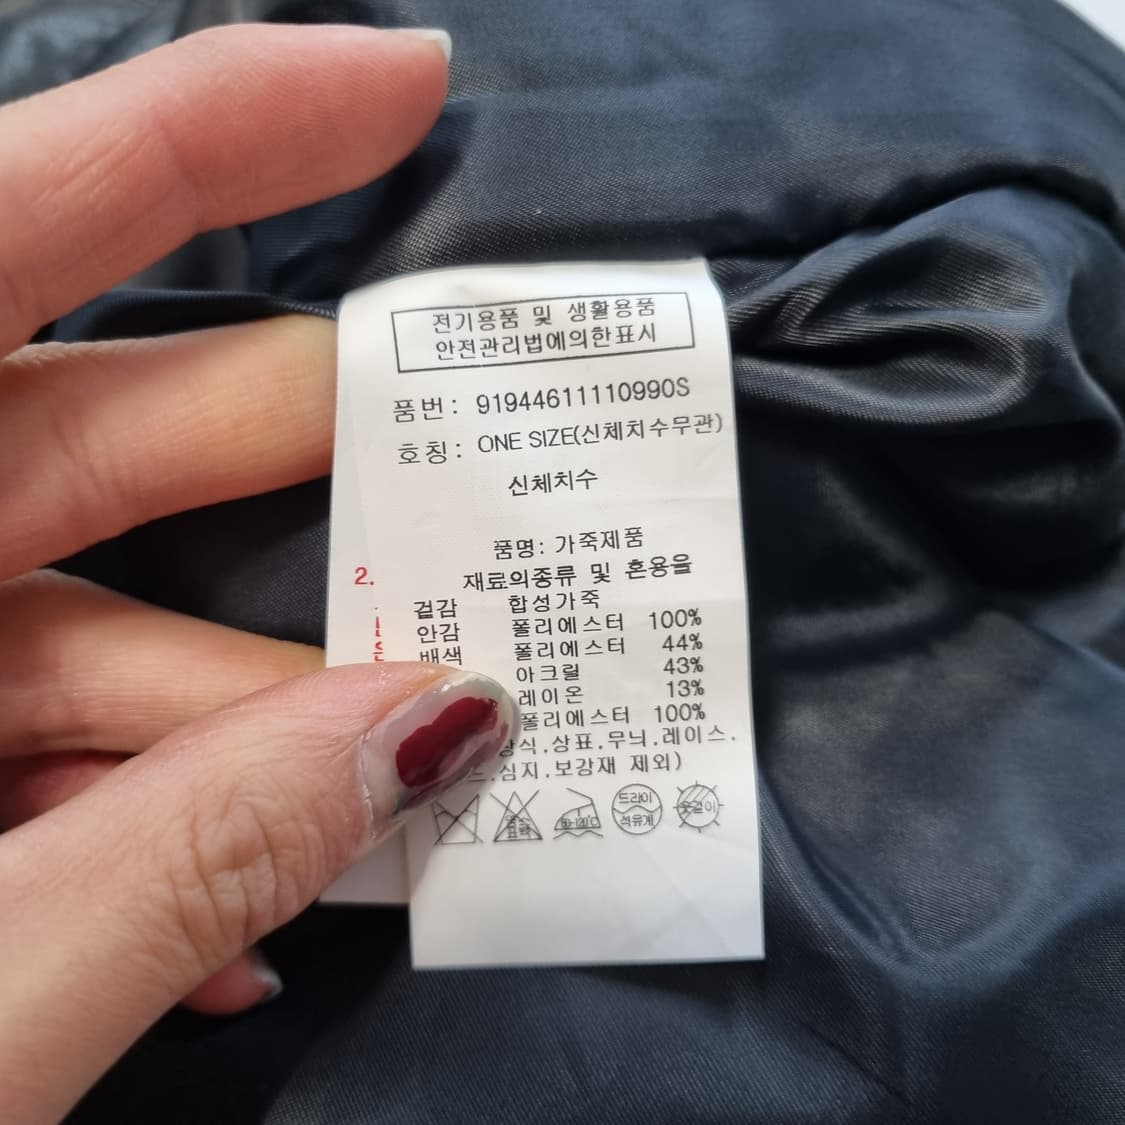 전기용품 및 생활용품
안전관리법에의한표시
품번: 91944611110990S
호칭: ONE SIZE(신체치수무관)
신체치수
품명: 가죽제품
2.
재료의종류 및 혼용율
겉감 합성가죽
안감 폴리에스터 100%
배색 폴리에스터 44%
아크릴 43%
레이온 13%
폴리에스터 100%
상표.무늬.레이스.
심지.보강재 제외)
80-120℃
드라이
석유계
옷걸이